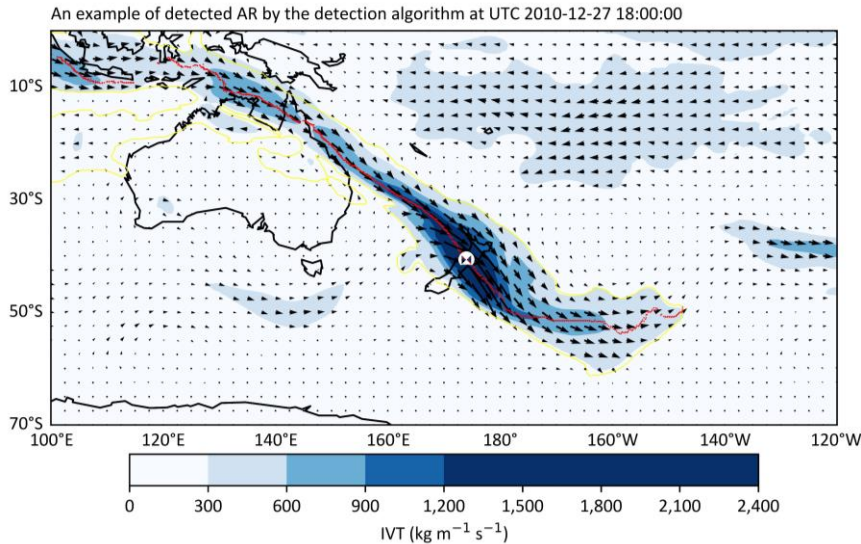 An example of detected AR by the detection algorithm at UTC 2010-12-27 18:00:00
10°S
30°S
50°S
70°S
100°E 120°E 140°E 160°E 180° 160°W 140°W 120°W
0 300 600 900 1,200 1,500 1,800 2,100 2,400
IVT (kg m⁻¹ s⁻¹)